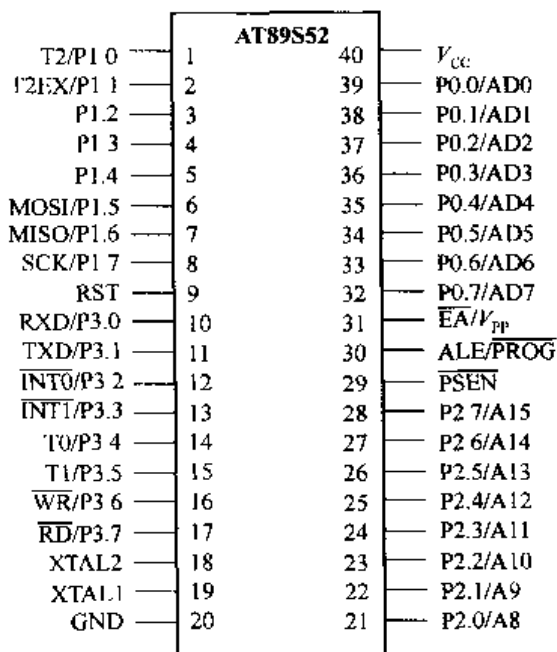 AT89S52
T2/P1 0 1 40 VCC
T2EX/P1 1 2 39 P0.0/AD0
P1.2 3 38 P0.1/AD1
P1 3 4 37 P0.2/AD2
P1.4 5 36 P0.3/AD3
MOSI/P1.5 6 35 P0.4/AD4
MISO/P1.6 7 34 P0.5/AD5
SCK/P1 7 8 33 P0.6/AD6
RST 9 32 P0.7/AD7
RXD/P3.0 10 31 E̅A̅/VPP
TXD/P3.1 11 30 ALE/P̅R̅O̅G̅
I̅N̅T̅0̅/P3 2 12 29 P̅S̅E̅N̅
I̅N̅T̅1̅/P3.3 13 28 P2 7/A15
T0/P3 4 14 27 P2 6/A14
T1/P3.5 15 26 P2.5/A13
W̅R̅/P3 6 16 25 P2.4/A12
R̅D̅/P3.7 17 24 P2.3/A11
XTAL2 18 23 P2.2/A10
XTAL1 19 22 P2.1/A9
GND 20 21 P2.0/A8